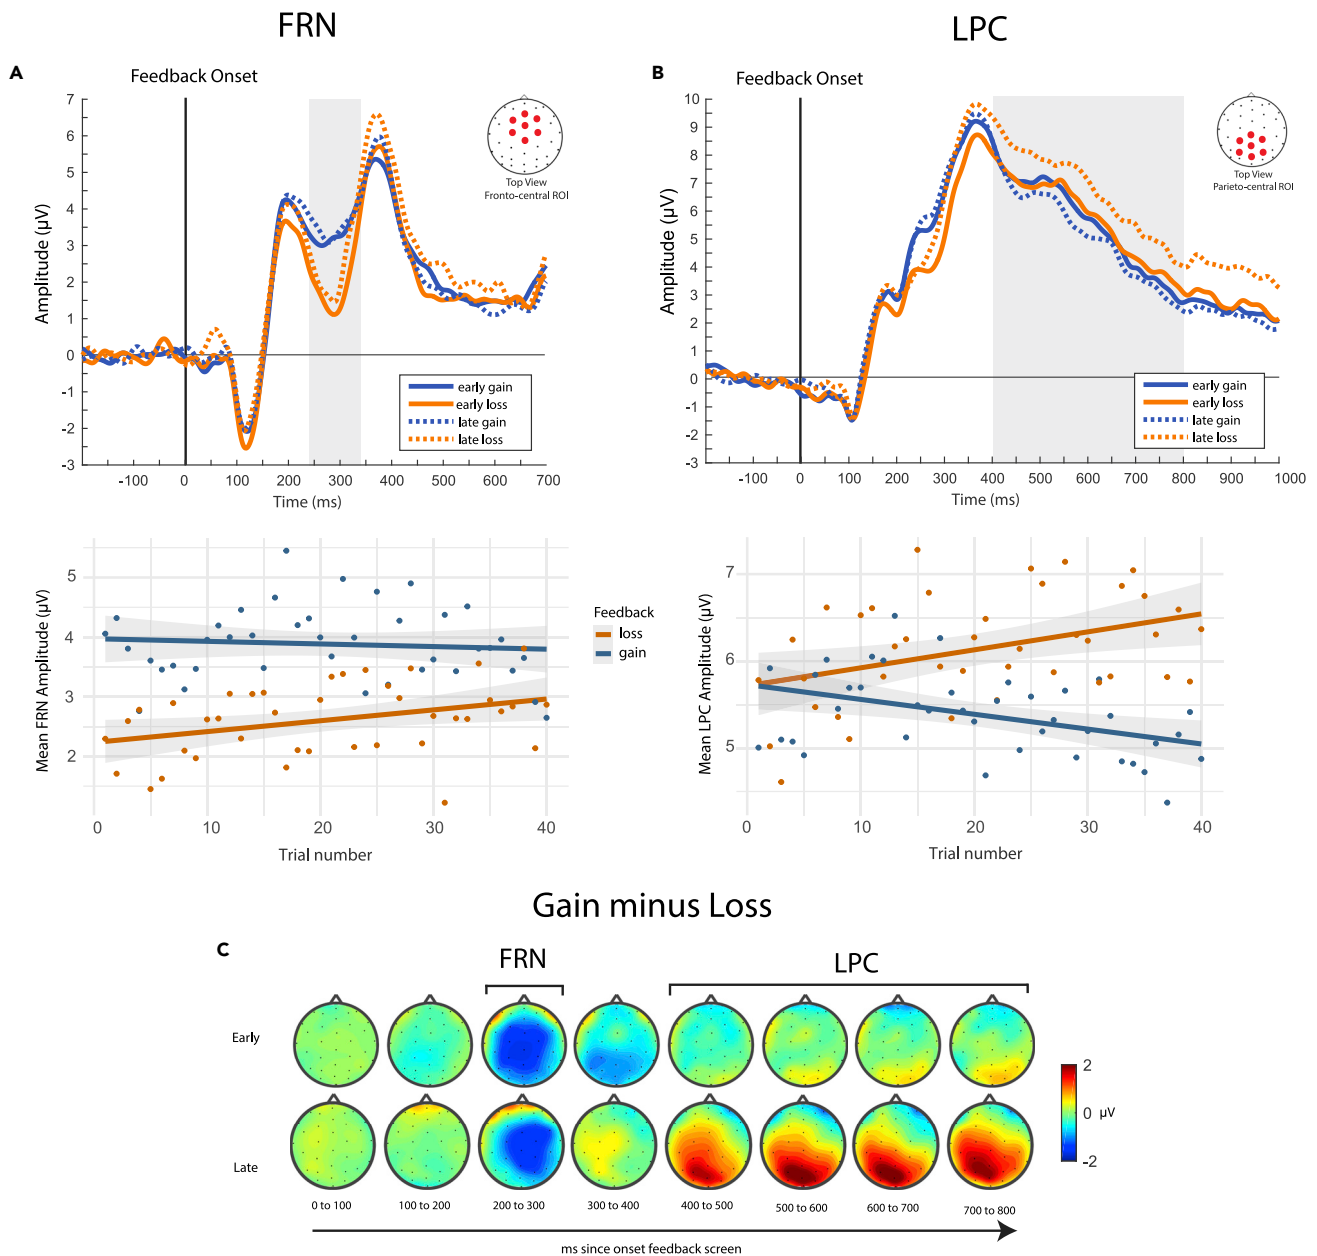 FRN
LPC
A
B
Feedback Onset
Feedback Onset
7
6
5
4
3
2
1
0
-1
-2
-3
Amplitude (µV)
-100
0
100
200
300
400
500
600
700
Time (ms)
Top View
Fronto-central ROI
early gain
early loss
late gain
late loss
10
9
8
7
6
5
4
3
2
1
0
-1
-2
-3
Amplitude (µV)
-100
0
100
200
300
400
500
600
700
800
900
1000
Time (ms)
Top View
Parieto-central ROI
early gain
early loss
late gain
late loss
5
4
3
2
Mean FRN Amplitude (µV)
0
10
20
30
40
Trial number
Feedback
loss
gain
7
6
5
Mean LPC Amplitude (µV)
0
10
20
30
40
Trial number
Gain minus Loss
C
FRN
LPC
Early
Late
2
0
-2
µV
0 to 100
100 to 200
200 to 300
300 to 400
400 to 500
500 to 600
600 to 700
700 to 800
ms since onset feedback screen